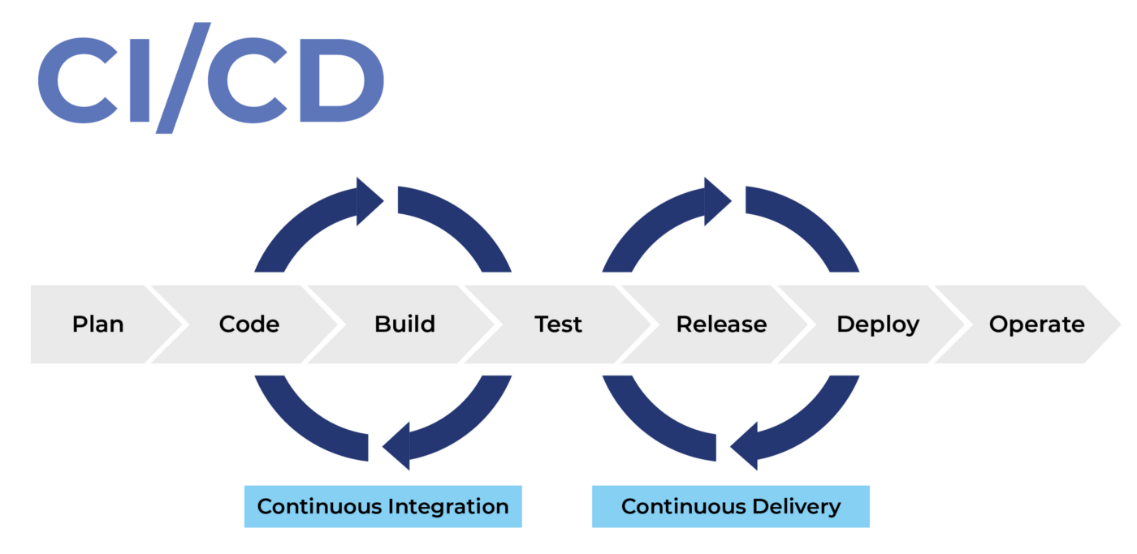 CI/CD
Plan Code Build Test Release Deploy Operate
Continuous Integration Continuous Delivery